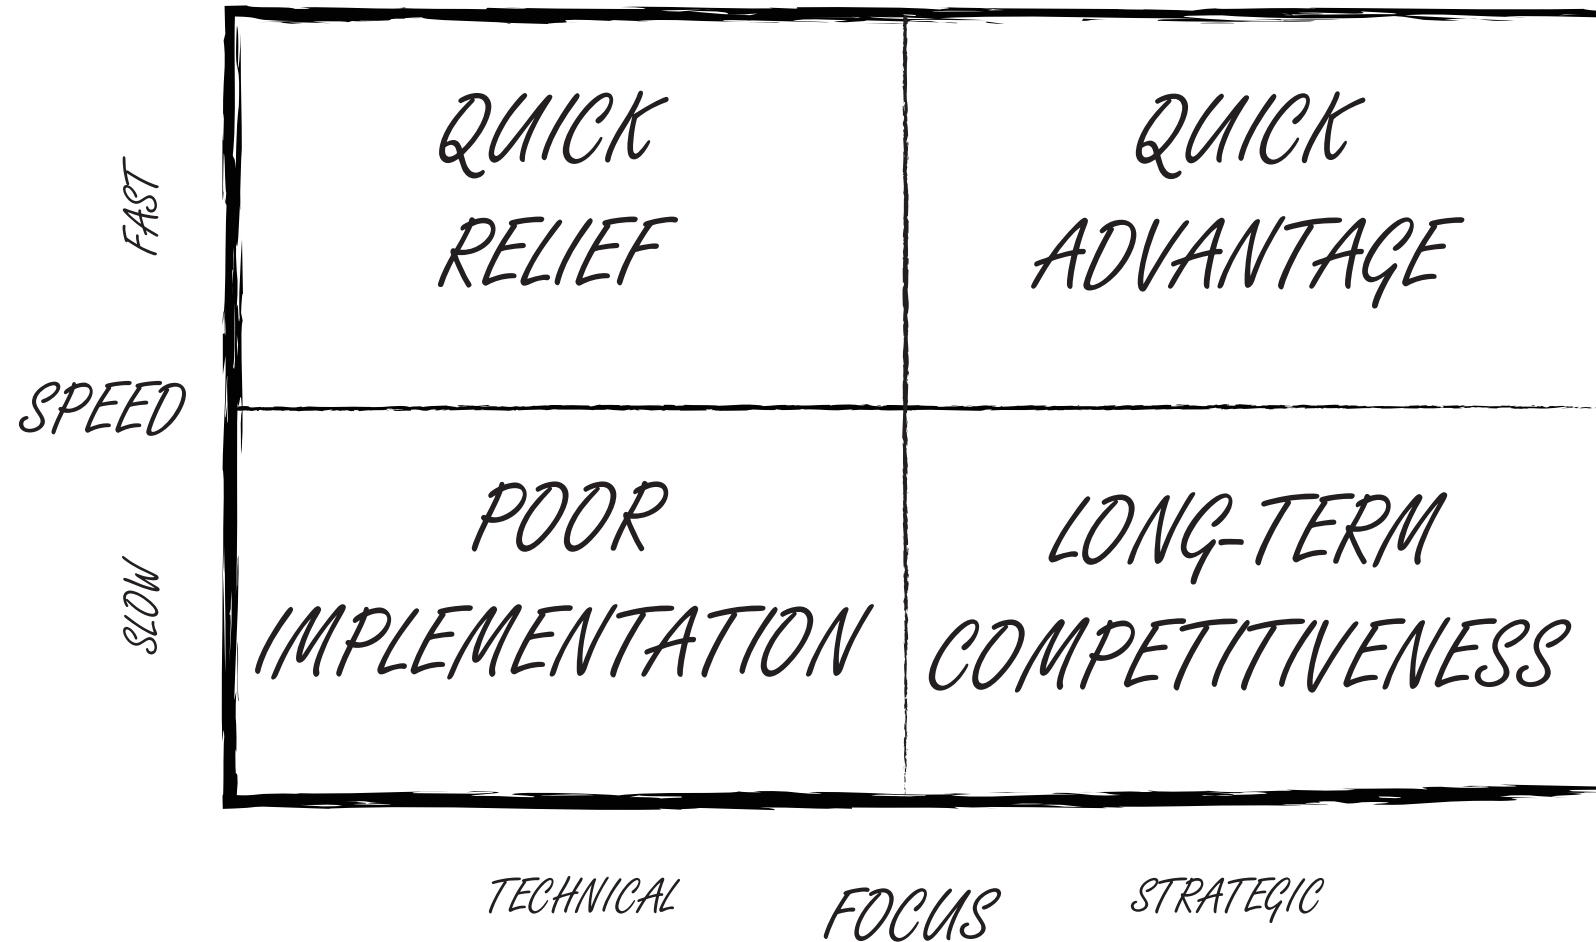 QUICK
RELIEF
QUICK
ADVANTAGE
FAST
SPEED
POOR
IMPLEMENTATION
LONG-TERM
COMPETITIVENESS
SLOW
TECHNICAL
FOCUS
STRATEGIC